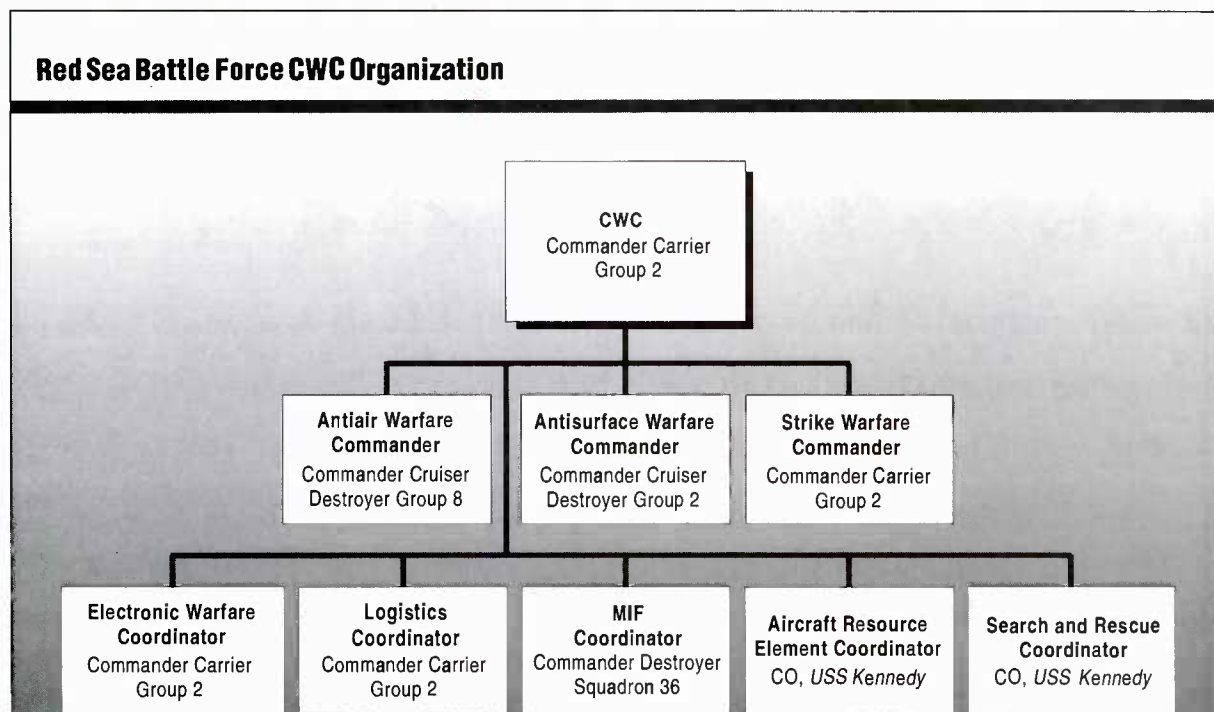 Red Sea Battle Force CWC Organization
CWC
Commander Carrier
Group 2
Antiair Warfare
Commander
Commander Cruiser
Destroyer Group 8
Antisurface Warfare
Commander
Commander Cruiser
Destroyer Group 2
Strike Warfare
Commander
Commander Carrier
Group 2
Electronic Warfare
Coordinator
Commander Carrier
Group 2
Logistics
Coordinator
Commander Carrier
Group 2
MIF
Coordinator
Commander Destroyer
Squadron 36
Aircraft Resource
Element Coordinator
CO, USS Kennedy
Search and Rescue
Coordinator
CO, USS Kennedy